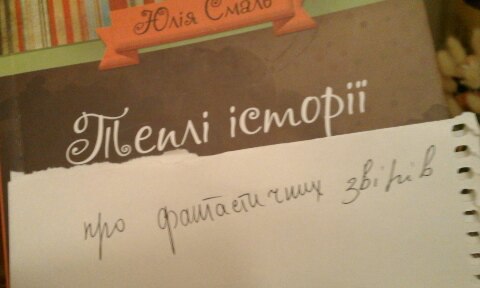 Юлія Смаль
Теплі історії
про фантастичних звірів